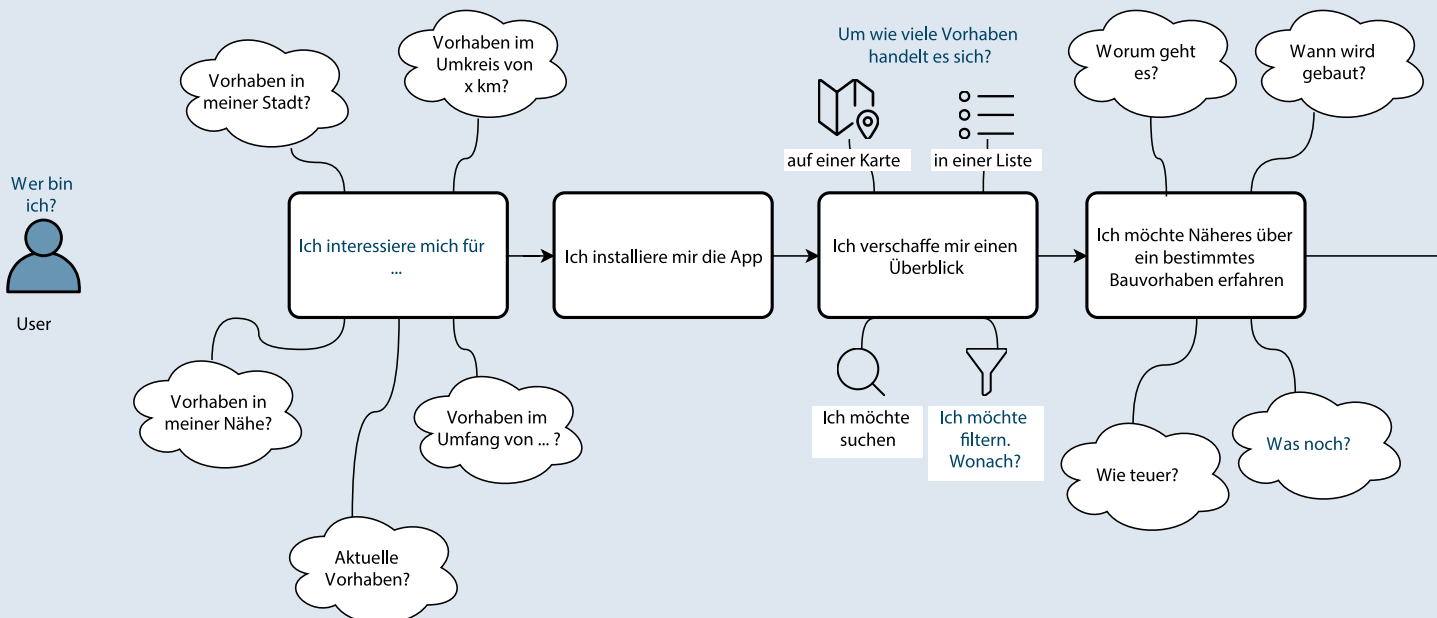 Wer bin
ich?
User
Vorhaben in
meiner Stadt?
Vorhaben im
Umkreis von
x km?
Ich interessiere mich für
...
Vorhaben in
meiner Nähe?
Aktuelle
Vorhaben?
Vorhaben im
Umfang von ... ?
Ich installiere mir die App
Um wie viele Vorhaben
handelt es sich?
auf einer Karte
in einer Liste
Ich verschaffe mir einen
Überblick
Ich möchte
suchen
Ich möchte
filtern.
Wonach?
Worum geht
es?
Wann wird
gebaut?
Ich möchte Näheres über
ein bestimmtes
Bauvorhaben erfahren
Wie teuer?
Was noch?